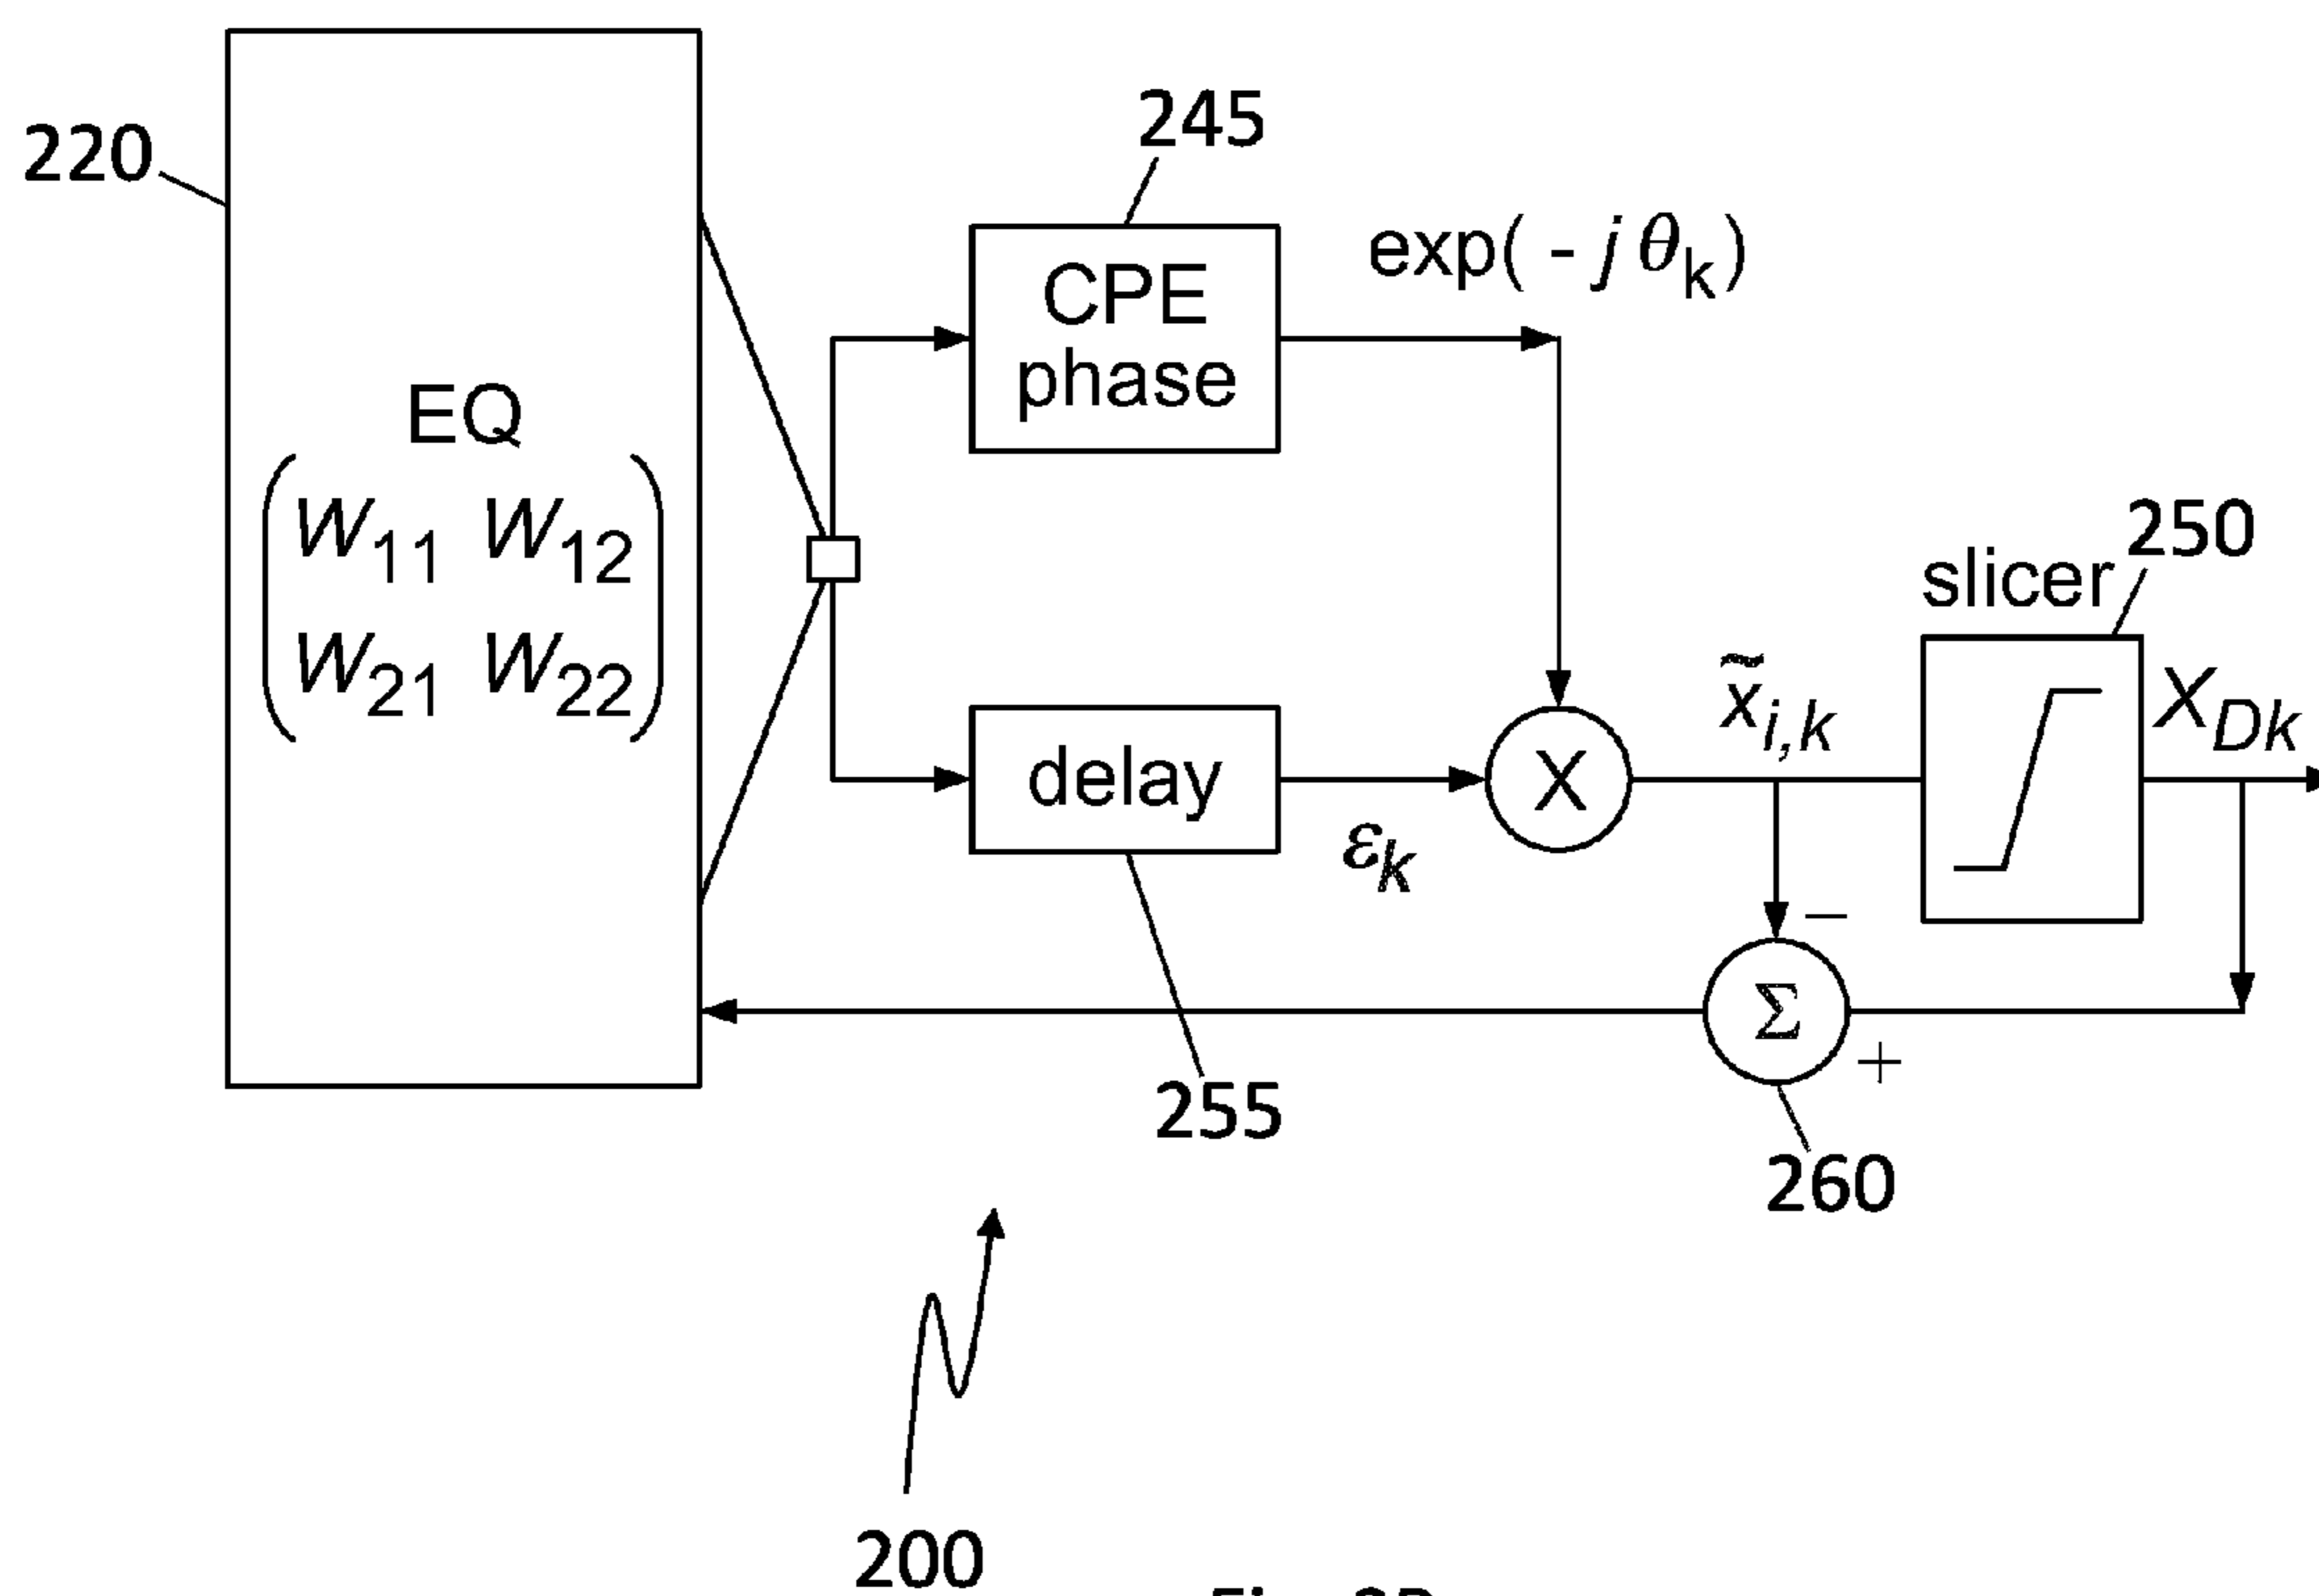 245
220
exp( - j θk)
CPE
phase
EQ
W11 W12
W21 W22
250
slicer
x̃i,k
XDk
delay
X
εk
−
Σ
+
255
260
200